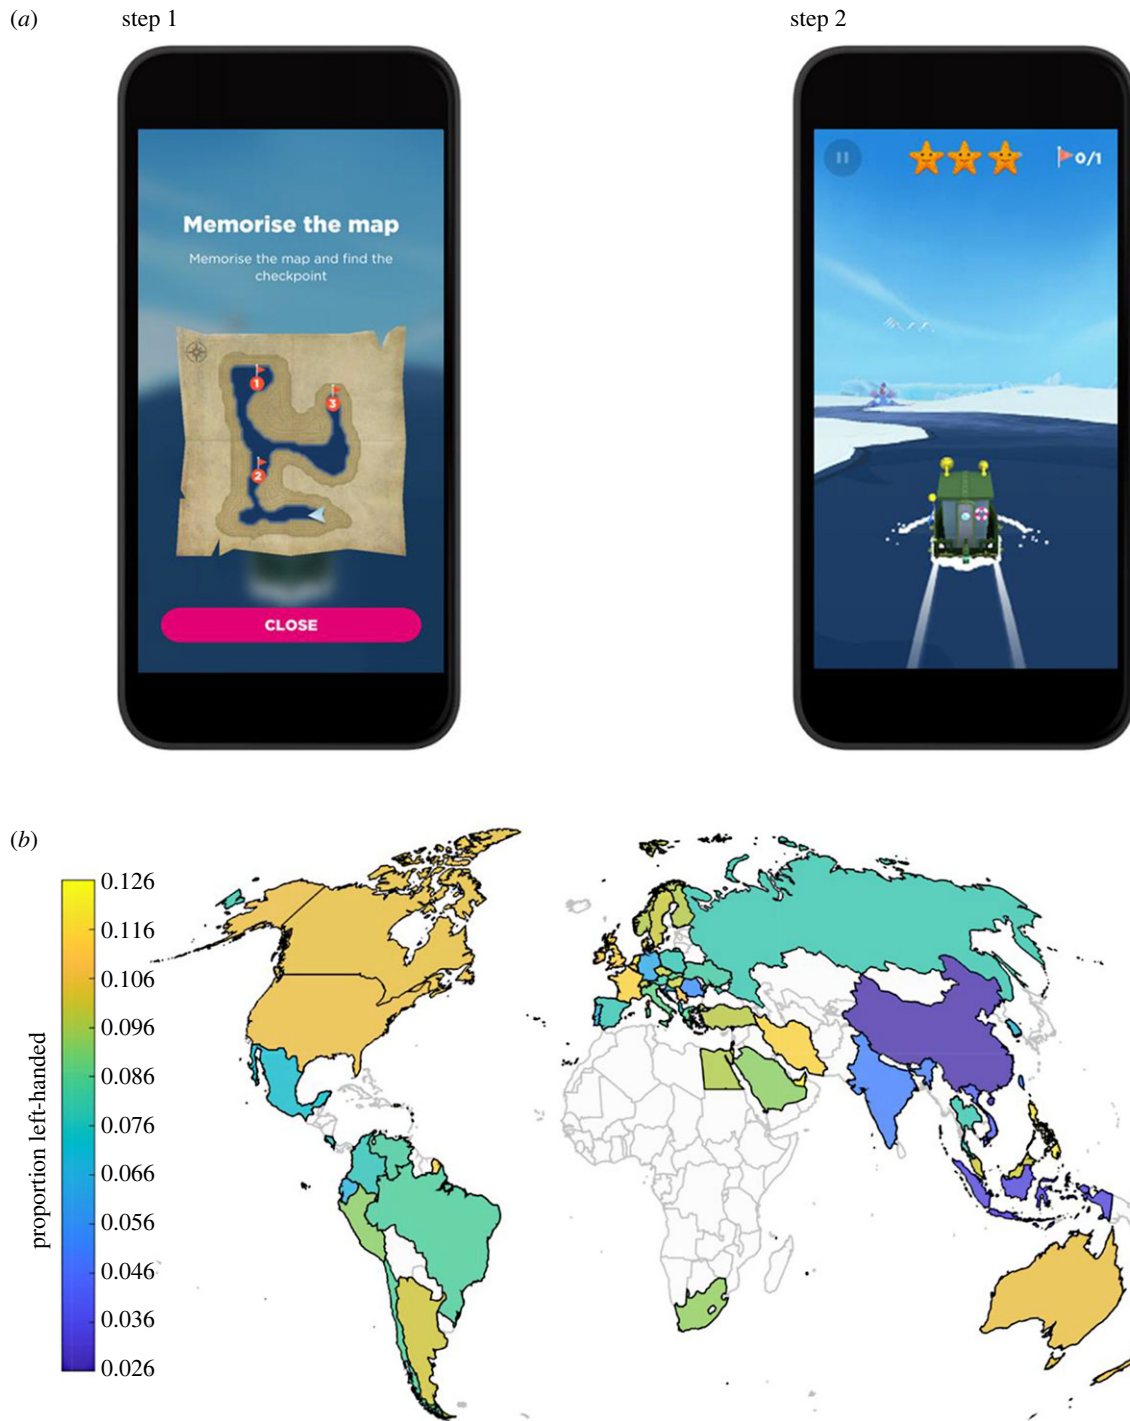 (a)
step 1
step 2
Memorise the map
Memorise the map and find the
checkpoint
1
3
2
CLOSE
0/1
(b)
proportion left-handed
0.126
0.116
0.106
0.096
0.086
0.076
0.066
0.056
0.046
0.036
0.026